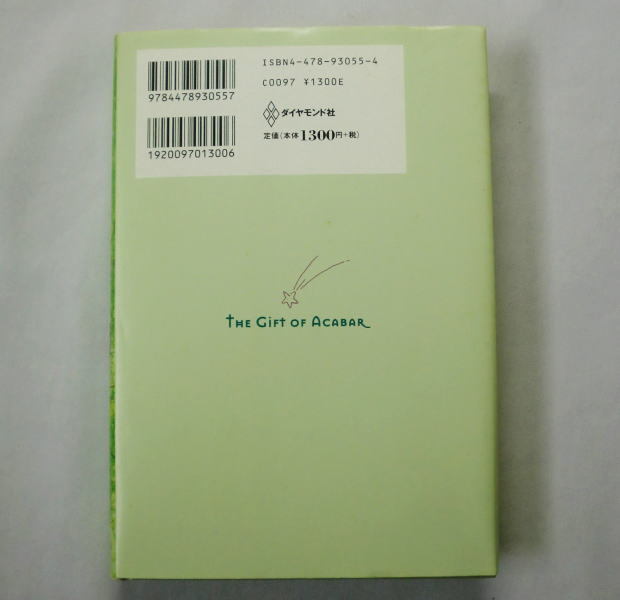 ISBN4-478-93055-4
C0097 ¥1300E
9784478930557
ダイヤモンド社
定価(本体1300円+税)
1920097013006
THE GIFT OF ACABAR